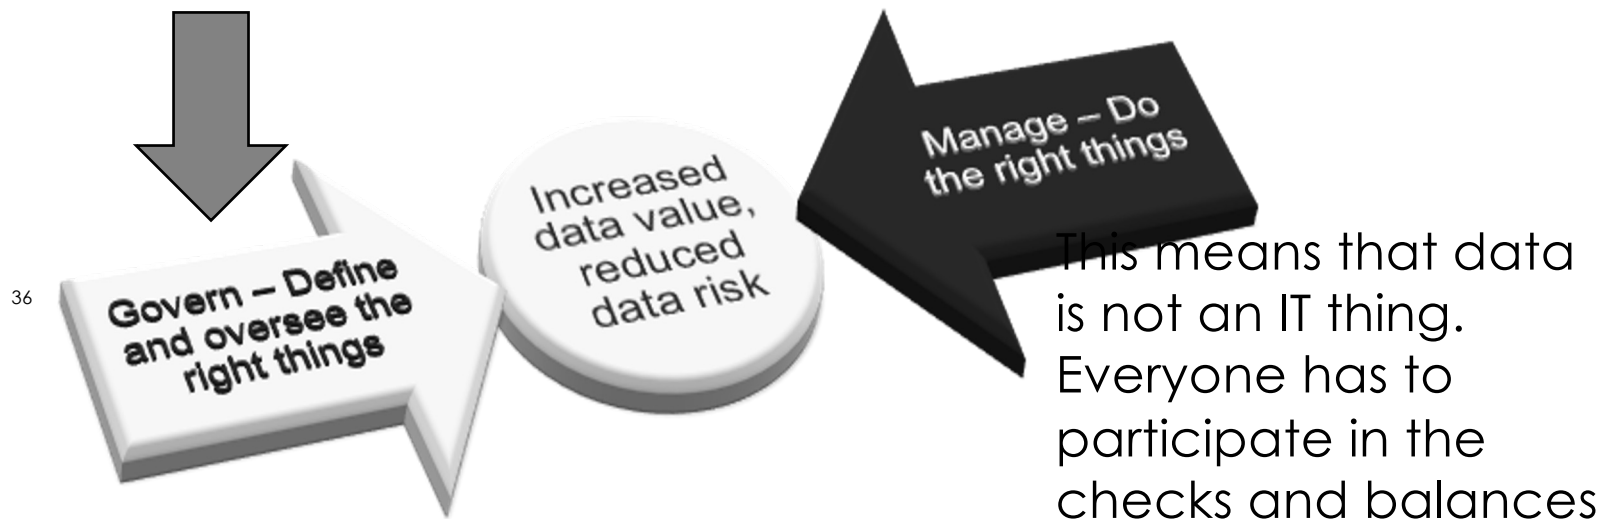 36
Govern – Define
and oversee the
right things
Increased
data value,
reduced
data risk
Manage – Do
the right things
This means that data
is not an IT thing.
Everyone has to
participate in the
checks and balances